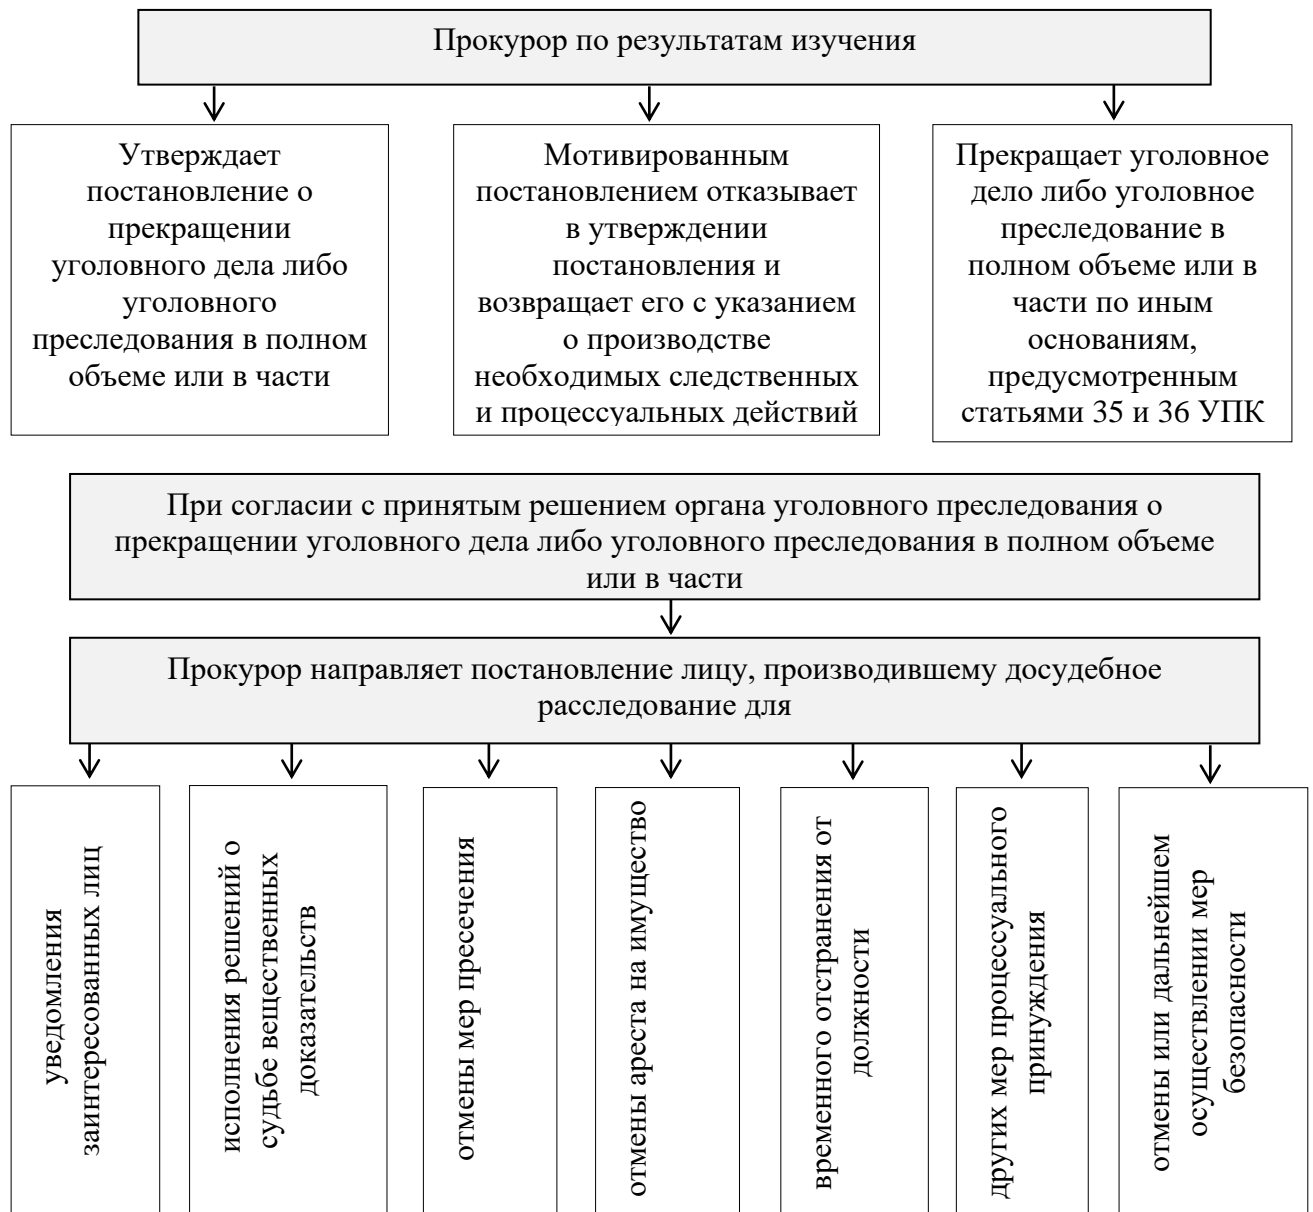 Прокурор по результатам изучения
Утверждает
постановление о
прекращении
уголовного дела либо
уголовного
преследования в полном
объеме или в части
Мотивированным
постановлением отказывает
в утверждении
постановления и
возвращает его с указанием
о производстве
необходимых следственных
и процессуальных действий
Прекращает уголовное
дело либо уголовное
преследование в
полном объеме или в
части по иным
основаниям,
предусмотренным
статьями 35 и 36 УПК
При согласии с принятым решением органа уголовного преследования о
прекращении уголовного дела либо уголовного преследования в полном объеме
или в части
Прокурор направляет постановление лицу, производившему досудебное
расследование для
уведомления
заинтересованных лиц
исполнения решений о
судьбе вещественных
доказательств
отмены мер пресечения
отмены ареста на имущество
временного отстранения от
должности
других мер процессуального
принуждения
отмены или дальнейшем
осуществлении мер
безопасности